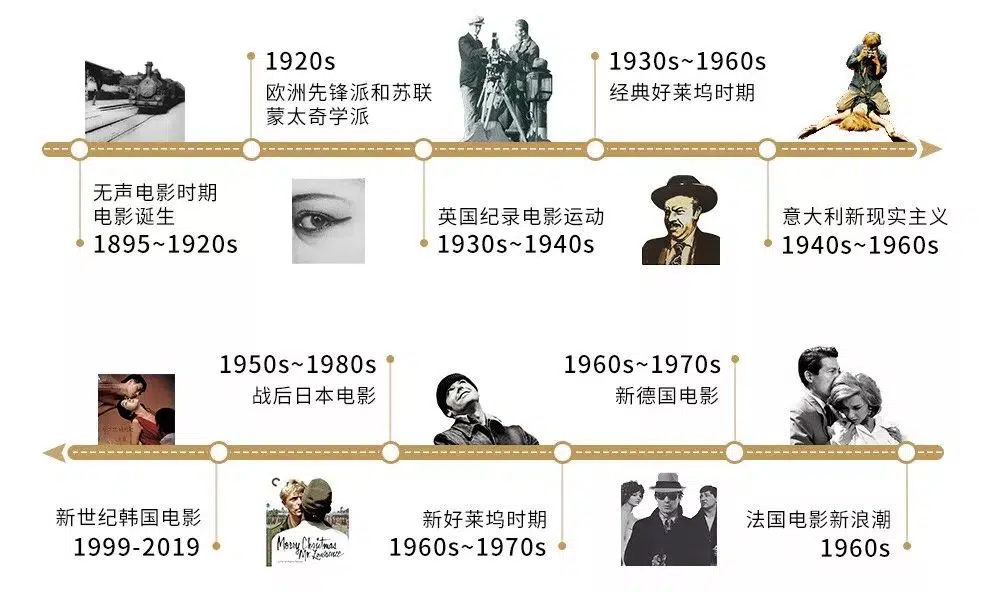 1920s
欧洲先锋派和苏联
蒙太奇学派
1930s~1960s
经典好莱坞时期
无声电影时期
电影诞生
1895~1920s
英国纪录电影运动
1930s~1940s
意大利新现实主义
1940s~1960s
1950s~1980s
战后日本电影
1960s~1970s
新德国电影
新世纪韩国电影
1999-2019
Merry Christmas
Mr. Lawrence
新好莱坞时期
1960s~1970s
法国电影新浪潮
1960s